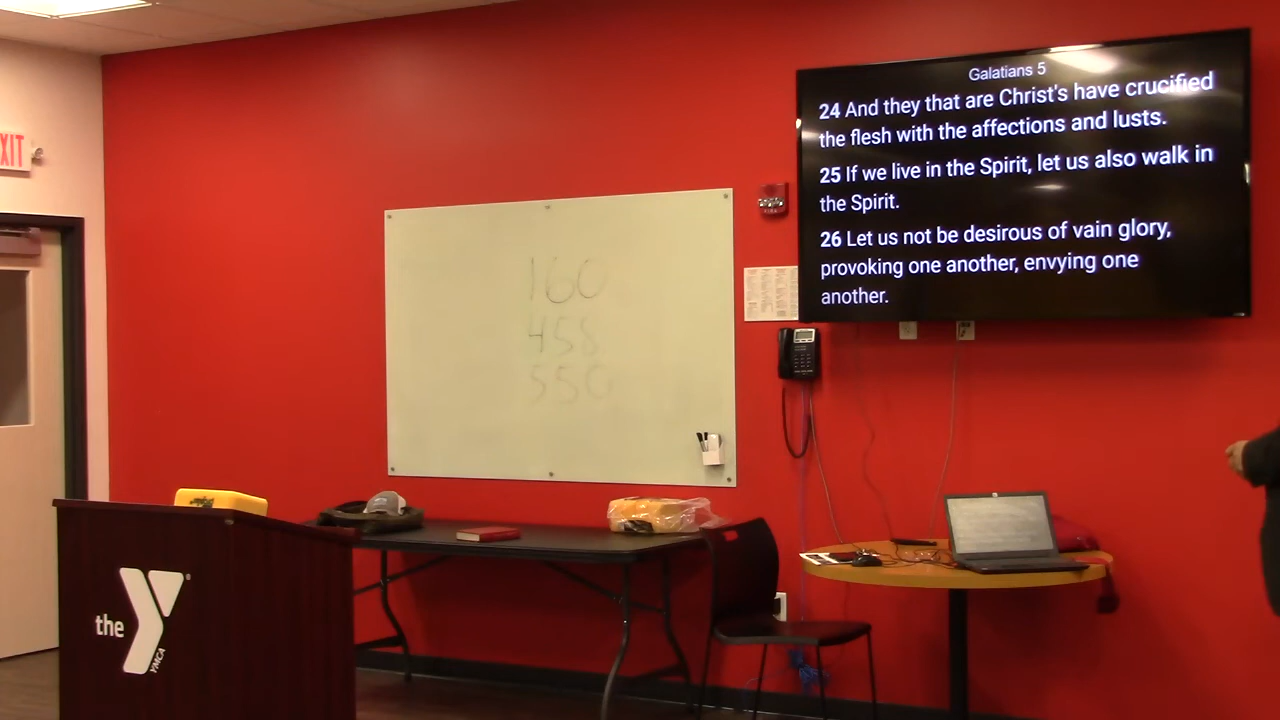 EXIT
160
458
550
Galatians 5
24 And they that are Christ's have crucified
the flesh with the affections and lusts.
25 If we live in the Spirit, let us also walk in
the Spirit.
26 Let us not be desirous of vain glory,
provoking one another, envying one
another.
the Y
YMCA